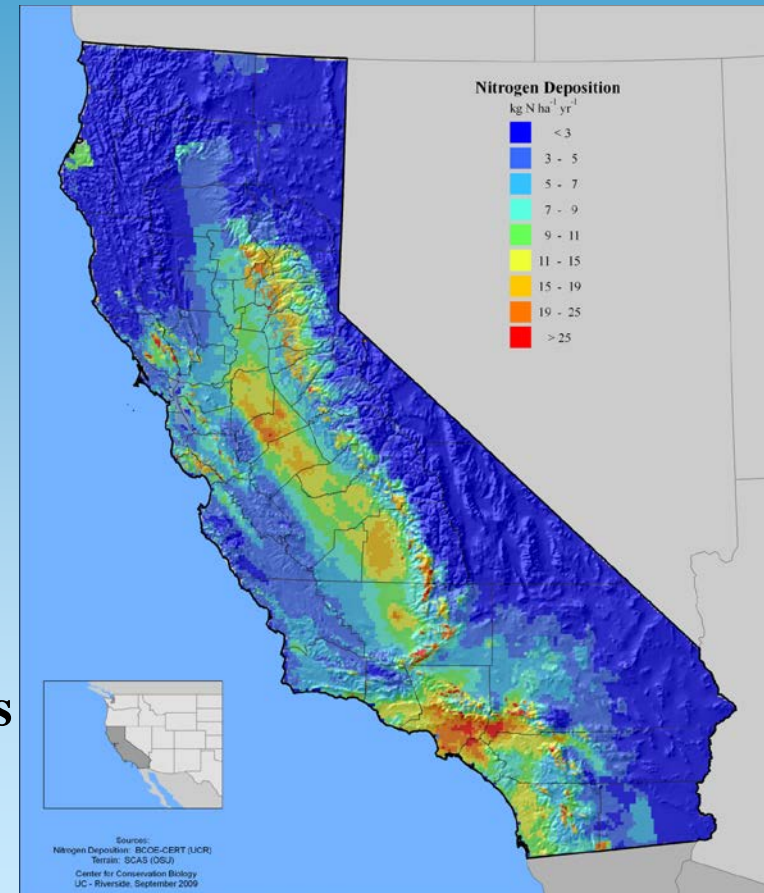 Nitrogen Deposition
kg N ha⁻¹ yr⁻¹
< 3
3 - 5
5 - 7
7 - 9
9 - 11
11 - 15
15 - 19
19 - 25
> 25
s
Sources:
Nitrogen Deposition: BCOE-CERT (UCR)
Terrain: SCAS (OSU)
Center for Conservation Biology
UC - Riverside, September 2009